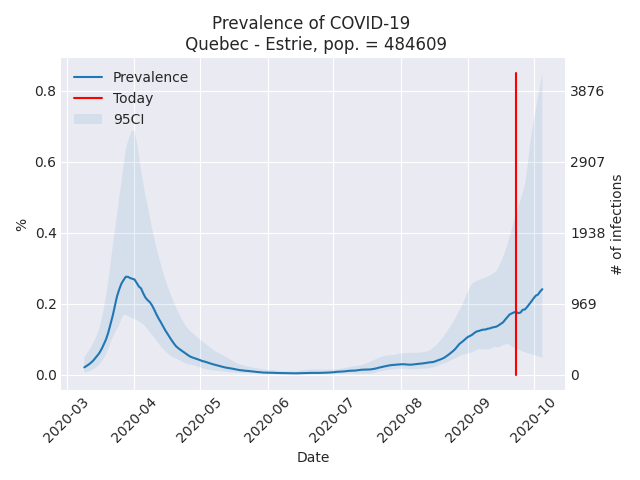 Prevalence of COVID-19
Quebec - Estrie, pop. = 484609
Prevalence
Today
95CI
0.8
0.6
0.4
0.2
0.0
%
3876
2907
1938
969
0
# of infections
2020-03
2020-04
2020-05
2020-06
2020-07
2020-08
2020-09
2020-10
Date